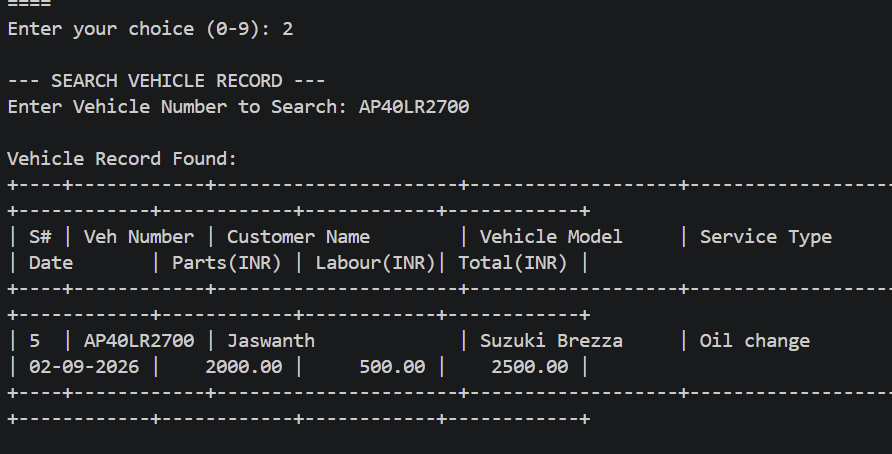 ====
Enter your choice (0-9): 2
--- SEARCH VEHICLE RECORD ---
Enter Vehicle Number to Search: AP40LR2700
Vehicle Record Found:
+----+------------+----------------------+-------------------+-------------------
+------------+------------+------------+------------+
| S# | Veh Number | Customer Name        | Vehicle Model     | Service Type
| Date       | Parts(INR) | Labour(INR)| Total(INR) |
+----+------------+----------------------+-------------------+-------------------
+------------+------------+------------+------------+
| 5  | AP40LR2700 | Jaswanth             | Suzuki Brezza     | Oil change
| 02-09-2026 |    2000.00 |     500.00 |    2500.00 |
+----+------------+----------------------+-------------------+-------------------
+------------+------------+------------+------------+